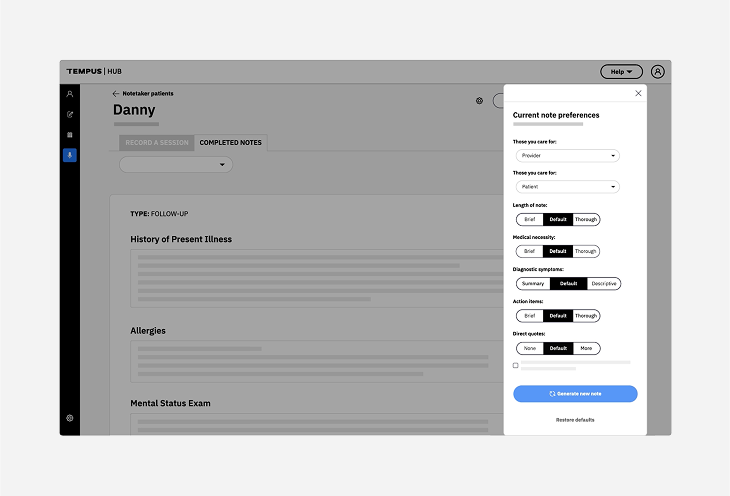 TEMPUS | HUB
Help
Notetaker patients
Danny
RECORD A SESSION
COMPLETED NOTES
TYPE: FOLLOW-UP
History of Present Illness
Allergies
Mental Status Exam
Current note preferences
Those you care for:
Provider
Those you care for:
Patient
Length of note:
Brief Default Thorough
Medical necessity:
Brief Default Thorough
Diagnostic symptoms:
Summary Default Descriptive
Action items:
Brief Default Thorough
Direct quotes:
None Default More
Generate new note
Restore defaults